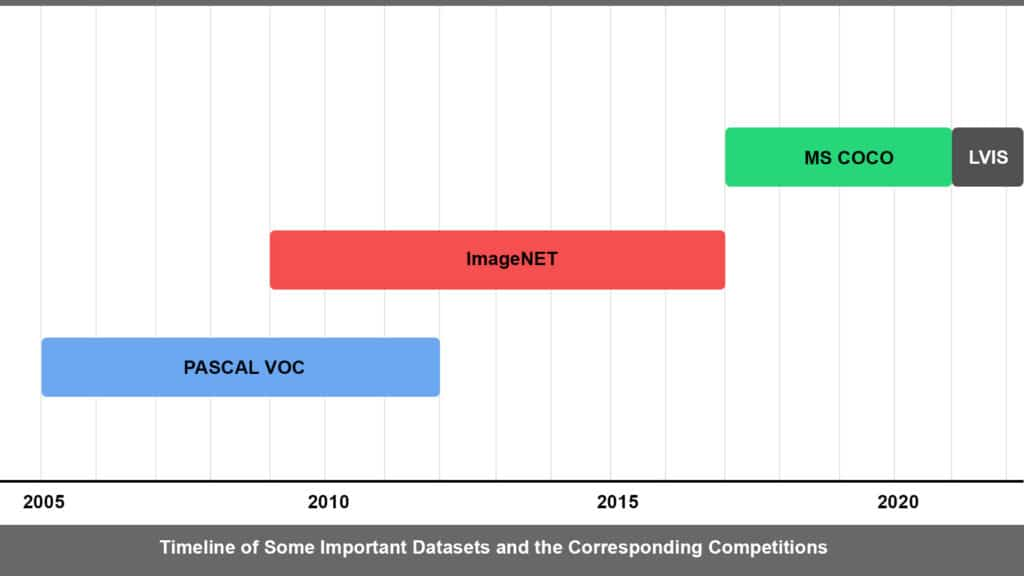 MS COCO
LVIS
ImageNET
PASCAL VOC
2005
2010
2015
2020
Timeline of Some Important Datasets and the Corresponding Competitions